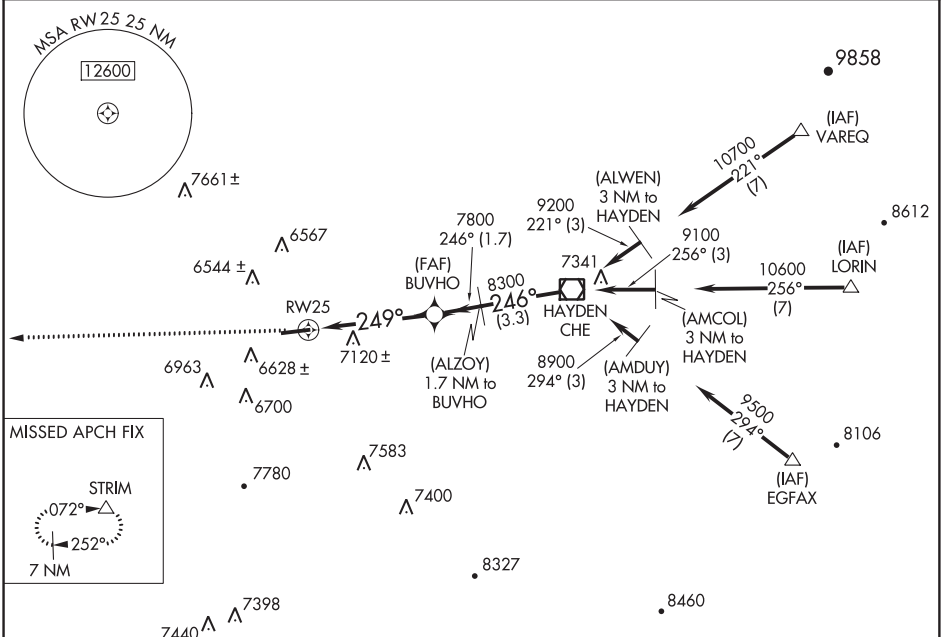 MSA RW25 25 NM
12600
9858
(IAF)
VAREQ
10700
221°
(7)
7661±
(ALWEN)
3 NM to
HAYDEN
9200
221° (3)
8612
7800
246° (1.7)
6567
9100
256° (3)
(IAF)
LORIN
6544 ±
(FAF)
BUVHO
7341
8300
246°
(3.3)
10600
256°
(7)
RW25
249°
HAYDEN
CHE
(AMCOL)
3 NM to
HAYDEN
7120 ±
6963
6628 ±
(ALZOY)
1.7 NM to
BUVHO
8900
294° (3)
(AMDUY)
3 NM to
HAYDEN
6700
9500
294°
(7)
MISSED APCH FIX
8106
7583
7780
(IAF)
EGFAX
STRIM
072°
7400
252°
7 NM
8327
7398
8460
7440